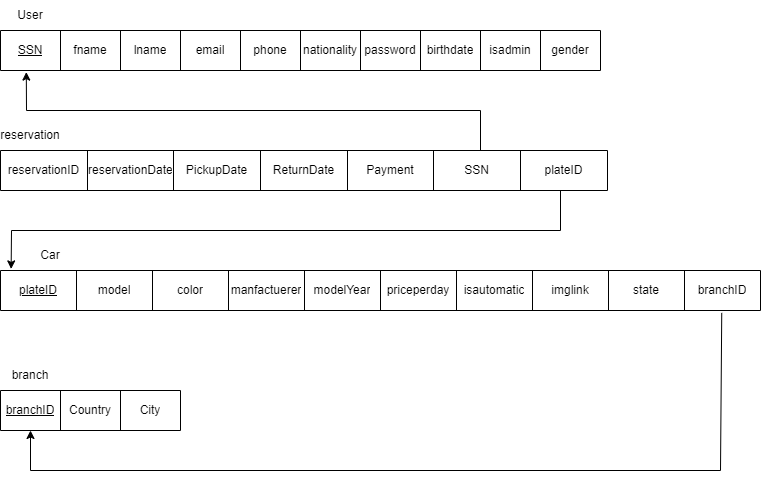 User
SSN fname lname email phone nationality password birthdate isadmin gender
reservation
reservationID reservationDate PickupDate ReturnDate Payment SSN plateID
Car
plateID model color manfactuerer modelYear priceperday isautomatic imglink state branchID
branch
branchID Country City